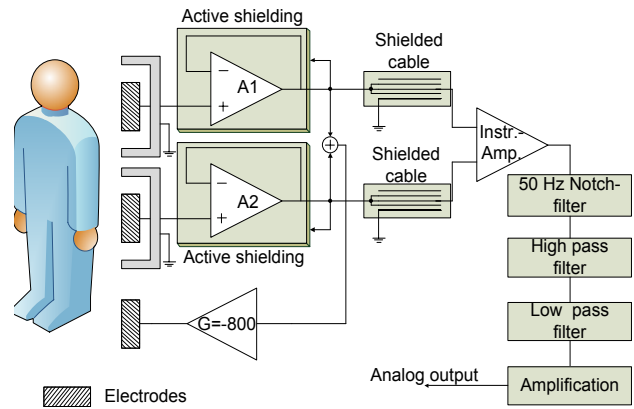 Active shielding
Shielded
cable
A1
−
+
Instr.-
Amp.
Shielded
cable
−
+
A2
Active shielding
50 Hz Notch-
filter
High pass
filter
G=-800
Low pass
filter
Analog output
Amplification
Electrodes